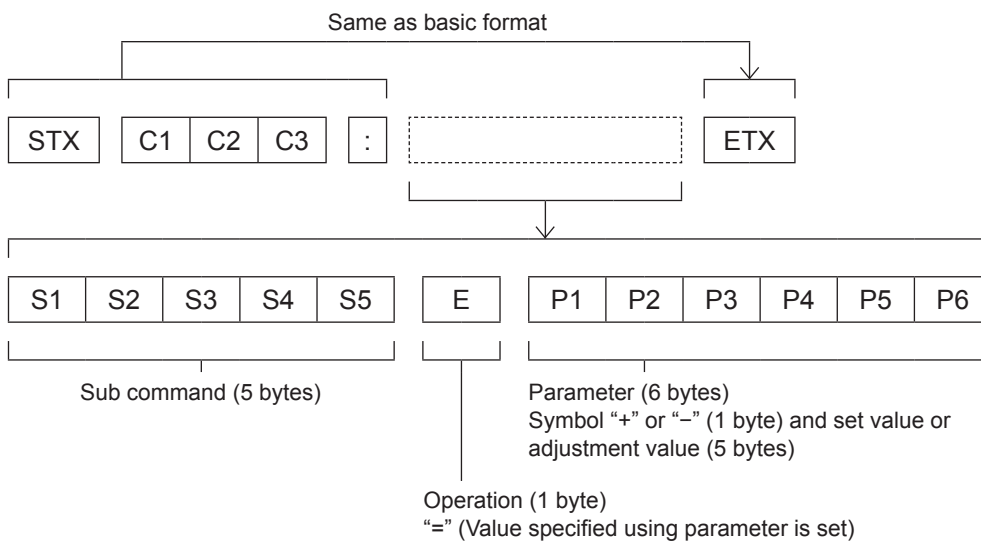 Same as basic format
STX C1 C2 C3 : ETX
S1 S2 S3 S4 S5 E P1 P2 P3 P4 P5 P6
Sub command (5 bytes)
Parameter (6 bytes)
Symbol “+” or “−” (1 byte) and set value or
adjustment value (5 bytes)
Operation (1 byte)
“=” (Value specified using parameter is set)